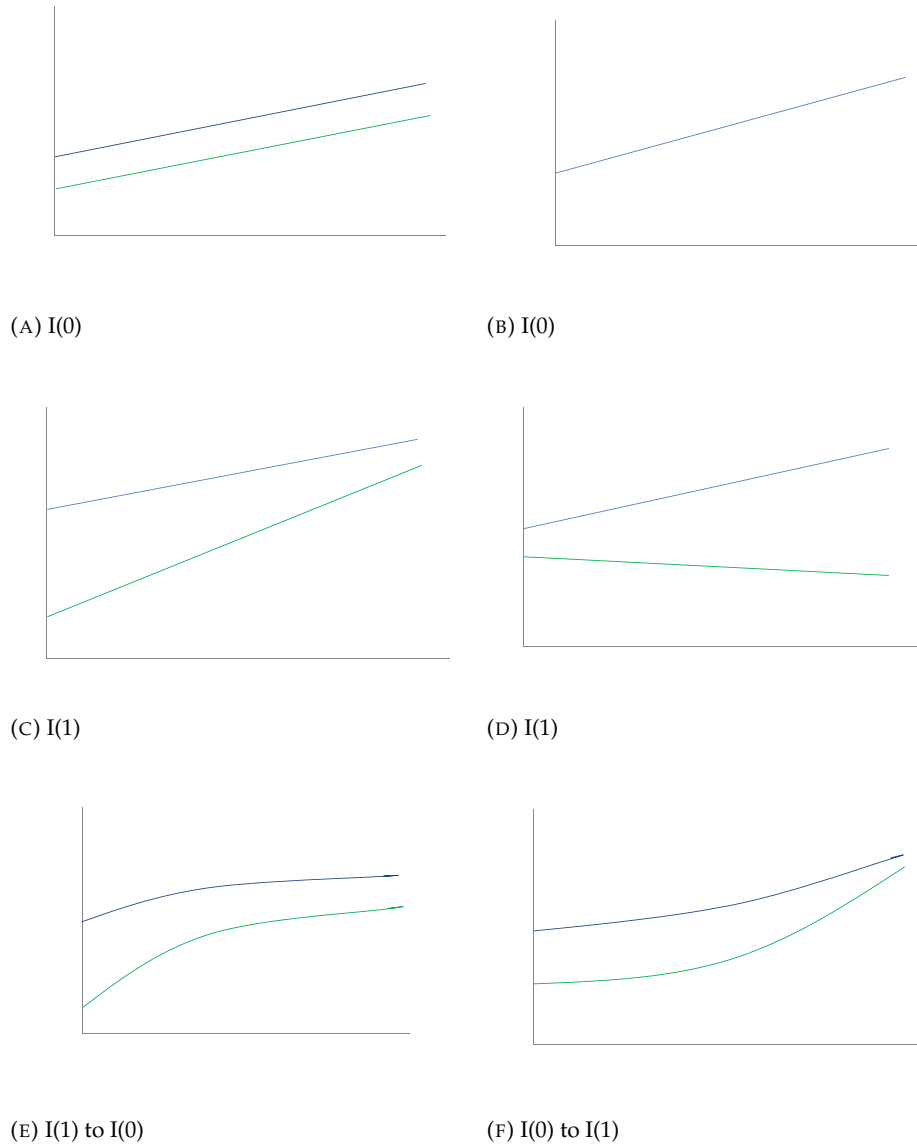 (A) I(0)
(B) I(0)
(C) I(1)
(D) I(1)
(E) I(1) to I(0)
(F) I(0) to I(1)